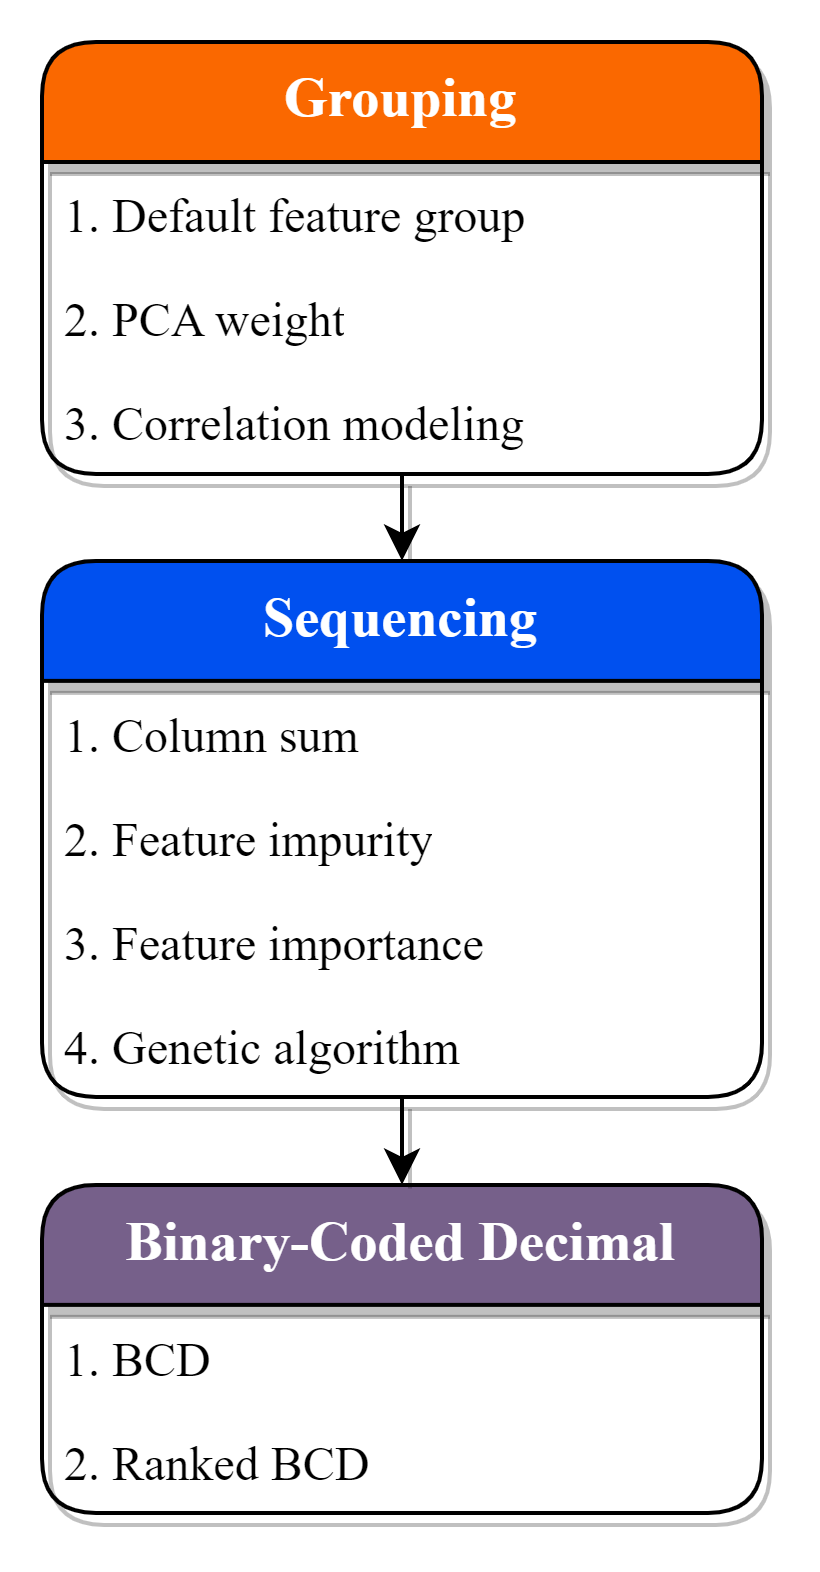 Grouping
1. Default feature group
2. PCA weight
3. Correlation modeling
Sequencing
1. Column sum
2. Feature impurity
3. Feature importance
4. Genetic algorithm
Binary-Coded Decimal
1. BCD
2. Ranked BCD